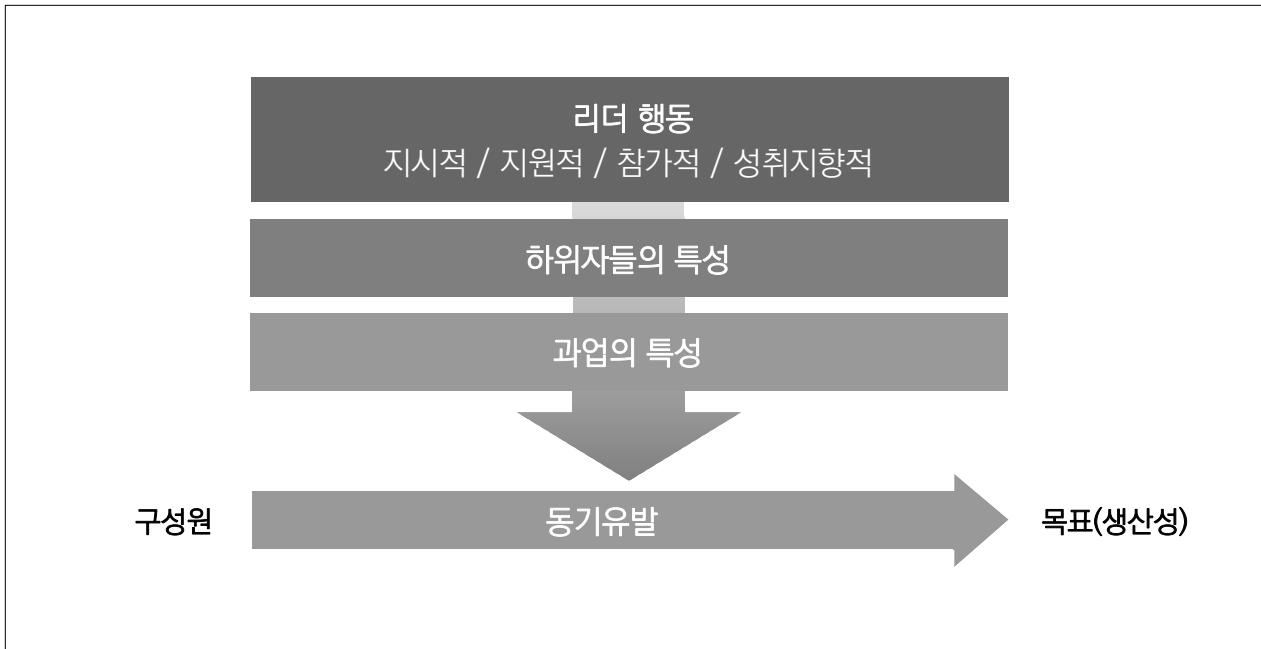 리더 행동
지시적 / 지원적 / 참가적 / 성취지향적
하위자들의 특성
과업의 특성
구성원
동기유발
목표(생산성)